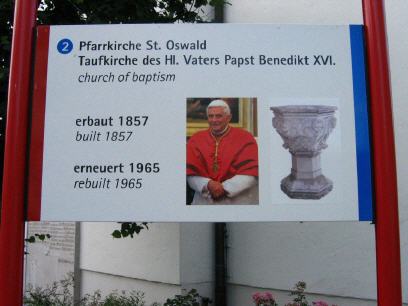 2 Pfarrkirche St. Oswald
Taufkirche des Hl. Vaters Papst Benedikt XVI.
church of baptism
erbaut 1857
built 1857
erneuert 1965
rebuilt 1965